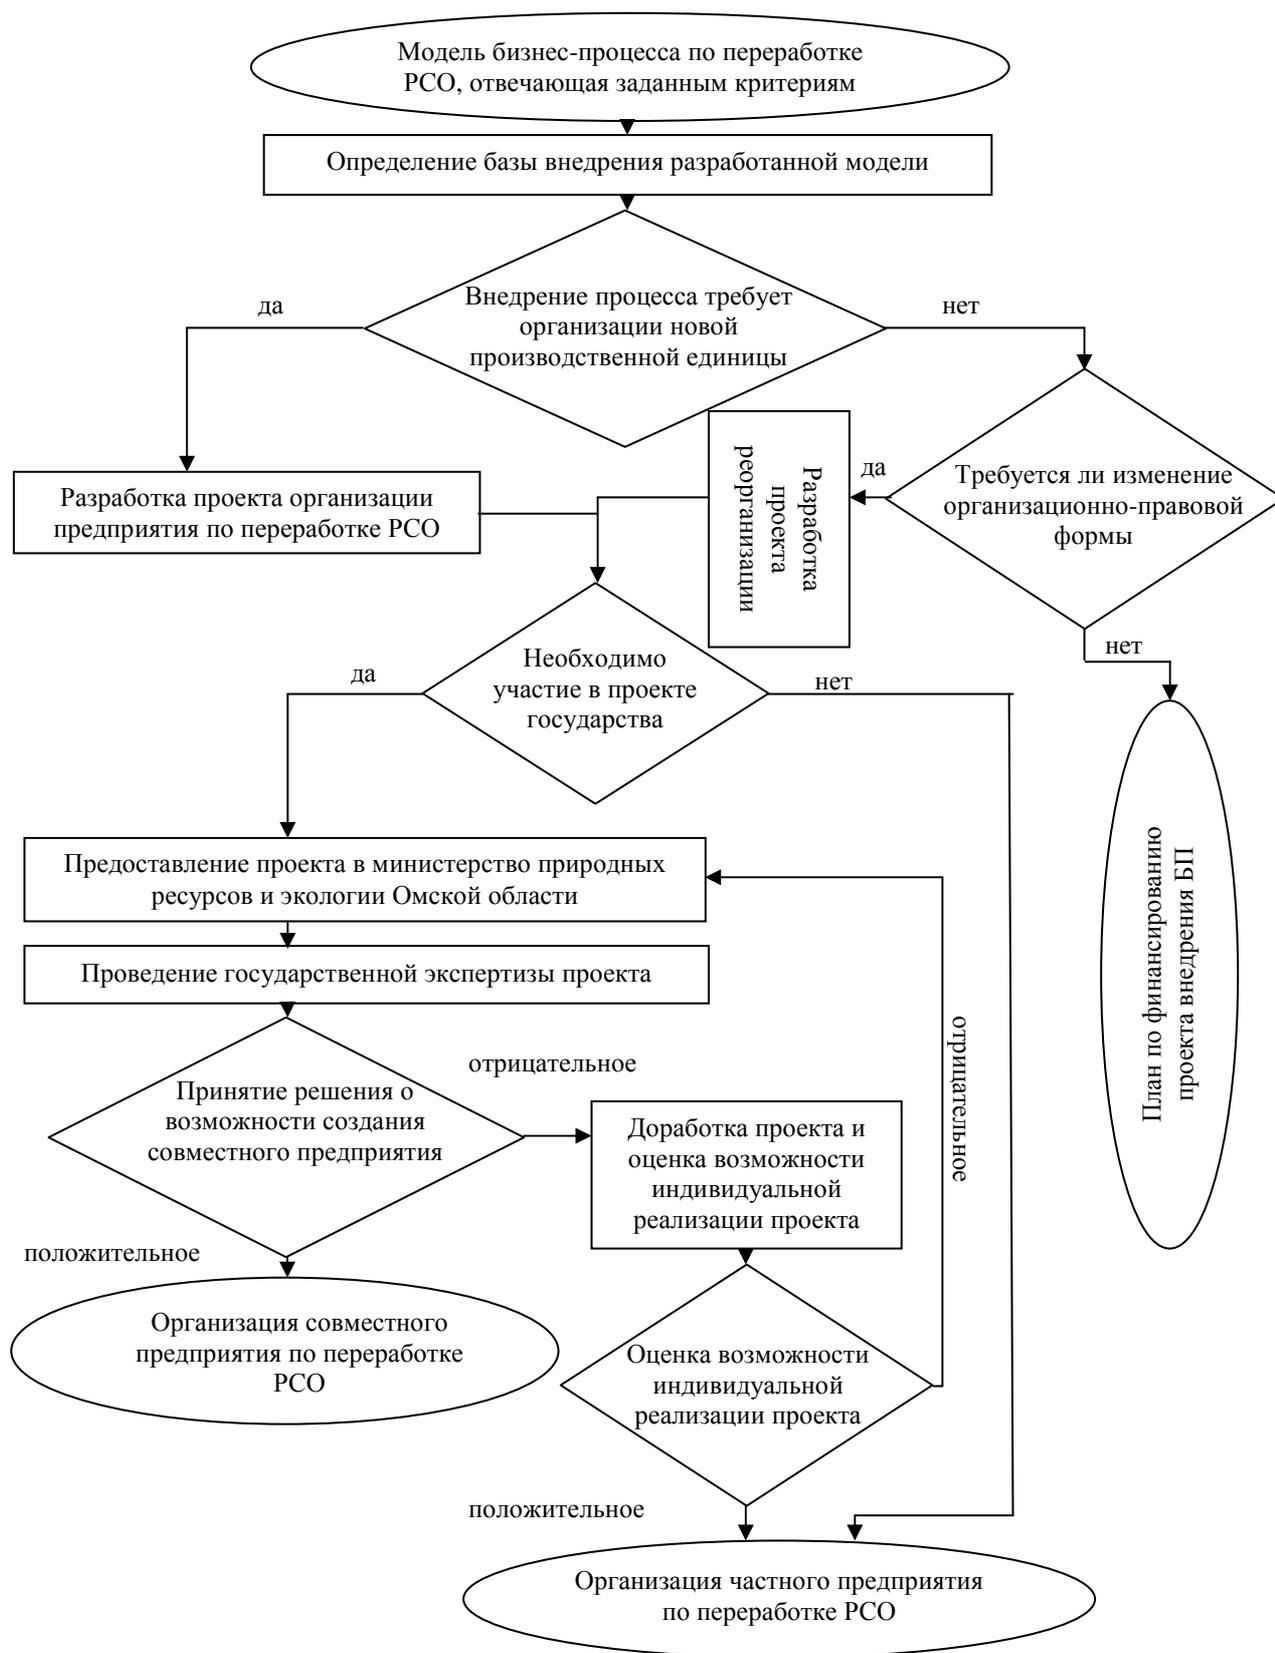 Модель бизнес-процесса по переработке
РСО, отвечающая заданным критериям
Определение базы внедрения разработанной модели
Внедрение процесса требует
организации новой
производственной единицы
да
нет
Разработка проекта организации
предприятия по переработке РСО
Разработка
проекта
реорганизации
да
Требуется ли изменение
организационно-правовой
формы
нет
Необходимо
участие в проекте
государства
да
нет
План по финансированию
проекта внедрения БП
Предоставление проекта в министерство природных
ресурсов и экологии Омской области
Проведение государственной экспертизы проекта
Принятие решения о
возможности создания
совместного предприятия
отрицательное
отрицательное
Доработка проекта и
оценка возможности
индивидуальной
реализации проекта
положительное
Организация совместного
предприятия по переработке
РСО
Оценка возможности
индивидуальной
реализации проекта
положительное
Организация частного предприятия
по переработке РСО